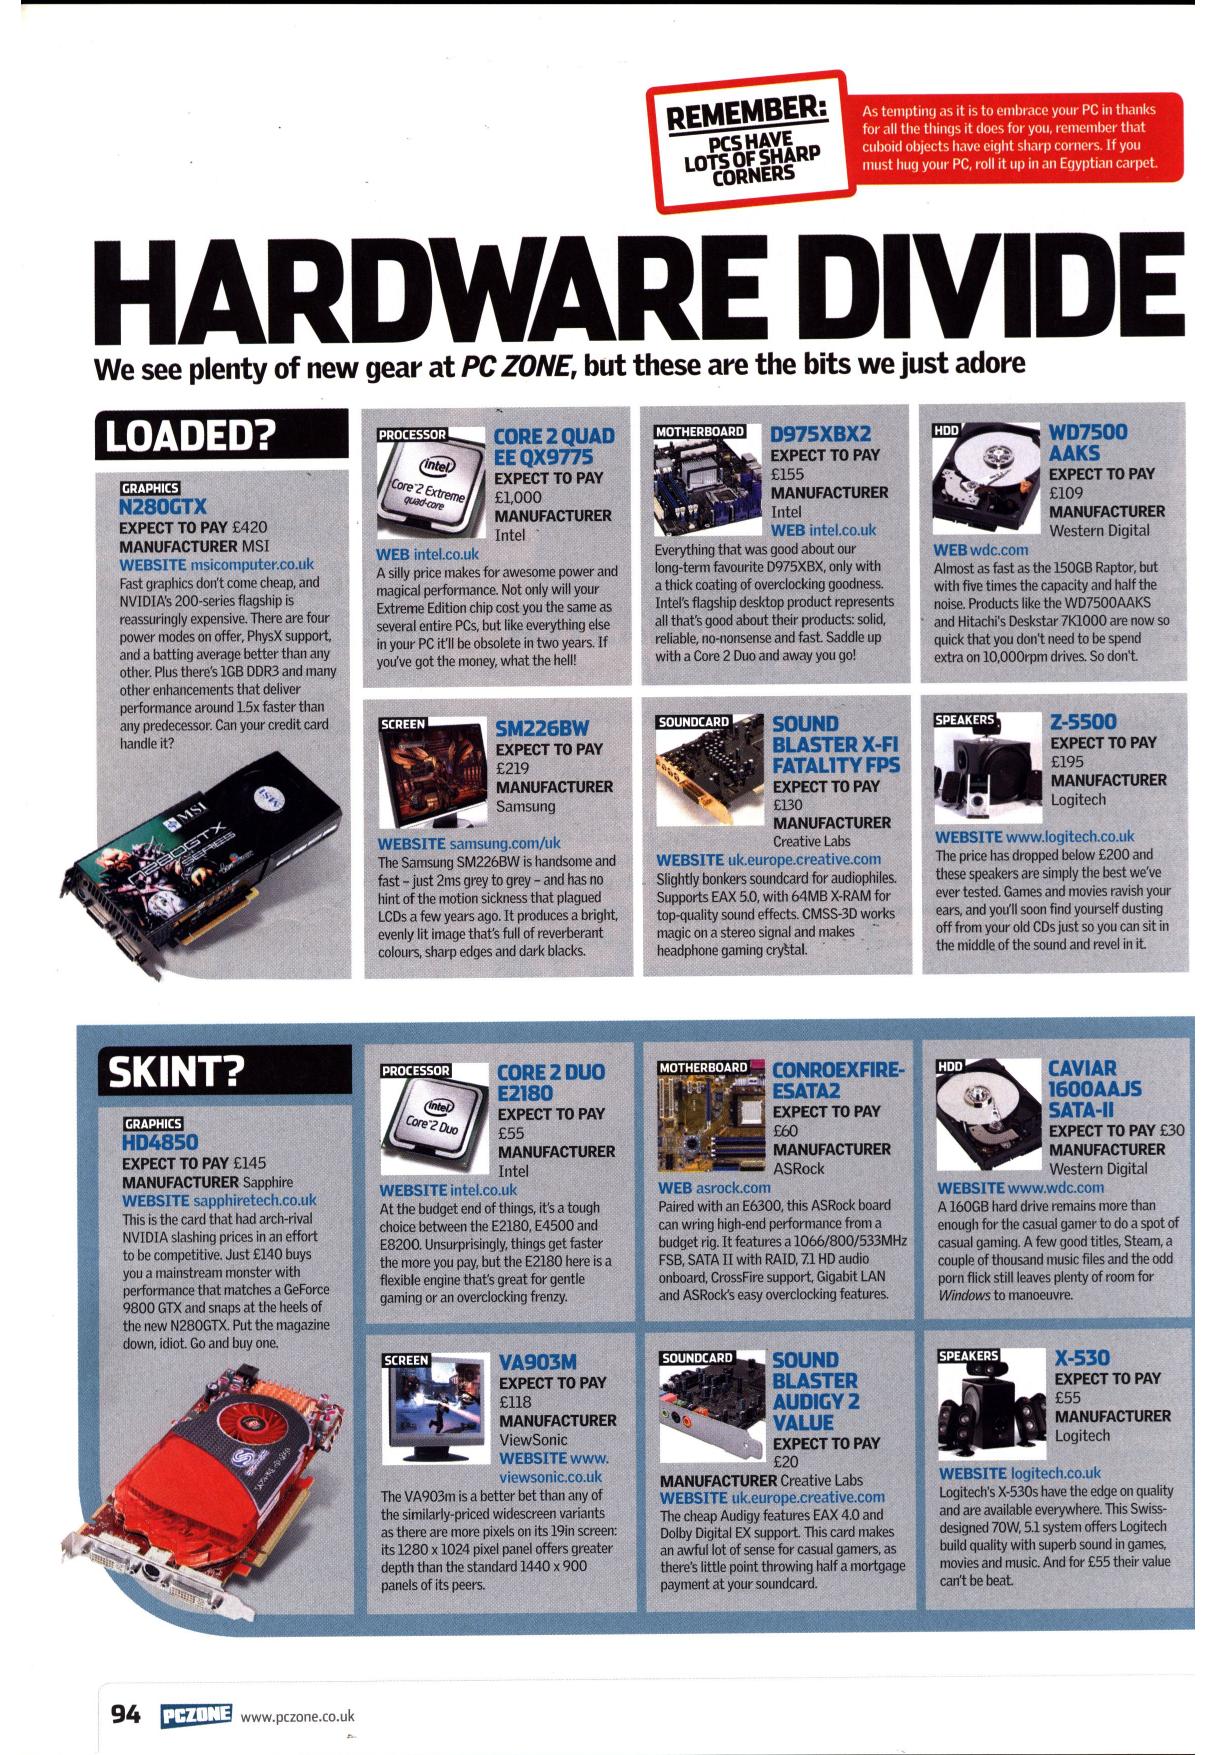 REMEMBER:
PCS HAVE
LOTS OF SHARP
CORNERS
As tempting as it is to embrace your PC in thanks
for all the things it does for you, remember that
cuboid objects have eight sharp corners. If you
must hug your PC, roll it up in an Egyptian carpet.
HARDWARE DIVIDE
We see plenty of new gear at PC ZONE, but these are the bits we just adore
LOADED?
GRAPHICS
N280GTX
EXPECT TO PAY £420
MANUFACTURER MSI
WEBSITE msicomputer.co.uk
Fast graphics don't come cheap, and
NVIDIA's 200-series flagship is
reassuringly expensive. There are four
power modes on offer, PhysX support,
and a batting average better than any
other. Plus there's 1GB DDR3 and many
other enhancements that deliver
performance around 1.5x faster than
any predecessor. Can your credit card
handle it?
MSI
MSI
PROCESSOR
intel
Core™2 Extreme
quad-core
CORE 2 QUAD
EE QX9775
EXPECT TO PAY
£1,000
MANUFACTURER
Intel
WEB intel.co.uk
A silly price makes for awesome power and
magical performance. Not only will your
Extreme Edition chip cost you the same as
several entire PCs, but like everything else
in your PC it'll be obsolete in two years. If
you've got the money, what the hell!
MOTHERBOARD
D975XBX2
EXPECT TO PAY
£155
MANUFACTURER
Intel
WEB intel.co.uk
Everything that was good about our
long-term favourite D975XBX, only with
a thick coating of overclocking goodness.
Intel's flagship desktop product represents
all that's good about their products: solid,
reliable, no-nonsense and fast. Saddle up
with a Core 2 Duo and away you go!
HDD
WD7500
AAKS
EXPECT TO PAY
£109
MANUFACTURER
Western Digital
WEB wdc.com
Almost as fast as the 150GB Raptor, but
with five times the capacity and half the
noise. Products like the WD7500AAKS
and Hitachi's Deskstar 7K1000 are now so
quick that you don't need to be spend
extra on 10,000rpm drives. So don't.
SCREEN
SM226BW
EXPECT TO PAY
£219
MANUFACTURER
Samsung
WEBSITE samsung.com/uk
The Samsung SM226BW is handsome and
fast – just 2ms grey to grey – and has no
hint of the motion sickness that plagued
LCDs a few years ago. It produces a bright,
evenly lit image that's full of reverberant
colours, sharp edges and dark blacks.
SOUNDCARD
SOUND
BLASTER X-FI
FATAL1TY FPS
EXPECT TO PAY
£130
MANUFACTURER
Creative Labs
WEBSITE uk.europe.creative.com
Slightly bonkers soundcard for audiophiles.
Supports EAX 5.0, with 64MB X-RAM for
top-quality sound effects. CMSS-3D works
magic on a stereo signal and makes
headphone gaming crystal.
SPEAKERS
Z-5500
EXPECT TO PAY
£195
MANUFACTURER
Logitech
WEBSITE www.logitech.co.uk
The price has dropped below £200 and
these speakers are simply the best we've
ever tested. Games and movies ravish your
ears, and you'll soon find yourself dusting
off from your old CDs just so you can sit in
the middle of the sound and revel in it.
SKINT?
GRAPHICS
HD4850
EXPECT TO PAY £145
MANUFACTURER Sapphire
WEBSITE sapphiretech.co.uk
This is the card that had arch-rival
NVIDIA slashing prices in an effort
to be competitive. Just £140 buys
you a mainstream monster with
performance that matches a GeForce
9800 GTX and snaps at the heels of
the new N280GTX. Put the magazine
down, idiot. Go and buy one.
PROCESSOR
intel
Core™2 Duo
CORE 2 DUO
E2180
EXPECT TO PAY
£55
MANUFACTURER
Intel
WEBSITE intel.co.uk
At the budget end of things, it's a tough
choice between the E2180, E4500 and
E8200. Unsurprisingly, things get faster
the more you pay, but the E2180 here is a
flexible engine that's great for gentle
gaming or an overclocking frenzy.
MOTHERBOARD
CONROEXFIRE-
ESATA2
EXPECT TO PAY
£60
MANUFACTURER
ASRock
WEB asrock.com
Paired with an E6300, this ASRock board
can wring high-end performance from a
budget rig. It features a 1066/800/533MHz
FSB, SATA II with RAID, 7.1 HD audio
onboard, CrossFire support, Gigabit LAN
and ASRock's easy overclocking features.
HDD
CAVIAR
1600AAJS
SATA-II
EXPECT TO PAY £30
MANUFACTURER
Western Digital
WEBSITE www.wdc.com
A 160GB hard drive remains more than
enough for the casual gamer to do a spot of
casual gaming. A few good titles, Steam, a
couple of thousand music files and the odd
porn flick still leaves plenty of room for
Windows to manoeuvre.
SCREEN
VA903M
EXPECT TO PAY
£118
MANUFACTURER
ViewSonic
WEBSITE www.
viewsonic.co.uk
The VA903m is a better bet than any of
the similarly-priced widescreen variants
as there are more pixels on its 19in screen:
its 1280 x 1024 pixel panel offers greater
depth than the standard 1440 x 900
panels of its peers.
SOUNDCARD
SOUND
BLASTER
AUDIGY 2
VALUE
EXPECT TO PAY
£20
MANUFACTURER Creative Labs
WEBSITE uk.europe.creative.com
The cheap Audigy features EAX 4.0 and
Dolby Digital EX support. This card makes
an awful lot of sense for casual gamers, as
there's little point throwing half a mortgage
payment at your soundcard.
SPEAKERS
X-530
EXPECT TO PAY
£55
MANUFACTURER
Logitech
WEBSITE logitech.co.uk
Logitech's X-530s have the edge on quality
and are available everywhere. This Swiss-
designed 70W, 5.1 system offers Logitech
build quality with superb sound in games,
movies and music. And for £55 their value
can't be beat.
94 PCZONE www.pczone.co.uk